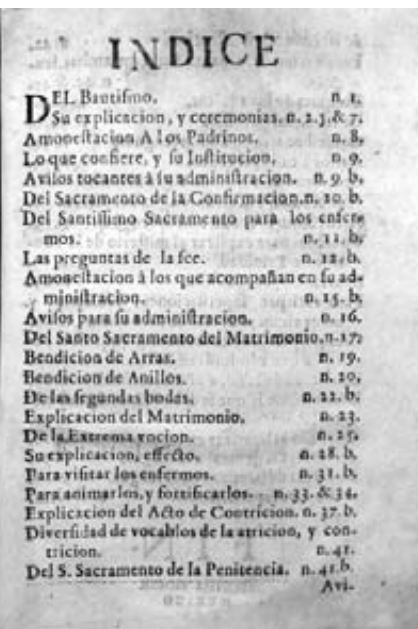 INDICE
DEL Bautiſmo, n. 1.
Su explicacion, y ceremonias. n. 2. 5. & 7.
Amoneſtacion A los Padrinos. n. 8.
Lo que confiere, y ſu Inſtitucion. n. 9.
Aviſos tocantes à ſu adminiſtracion. n. 9. b.
Del Sacramento de la Confirmacion. n. 10. b.
Del Santiſſimo Sacramento para los enfer-
mos. n. 11. b.
Las preguntas de la fee. n. 12. b.
Amoneſtacion à los que acompañan en ſu ad-
miniſtracion. n. 15. b.
Aviſos para ſu adminiſtracion. n. 16.
Del Santo Sacramento del Matrimonio. n. 17.
Bendicion de Arras. n. 19.
Bendicion de Anillos. n. 20.
De las ſegundas bodas. n. 22. b.
Explicacion del Matrimonio. n. 23.
De la Extrema vncion. n. 25.
Su explicacion, effecto. n. 28. b.
Para viſitar los enfermos. n. 31. b.
Para animarlos, y fortificarlos. n. 33. & 34.
Explicacion del Acto de Contricion. n. 37. b.
Diverſidad de vocablos de la atricion, y con-
tricion. n. 41.
Del S. Sacramento de la Penitencia. n. 41. b.
Avi-